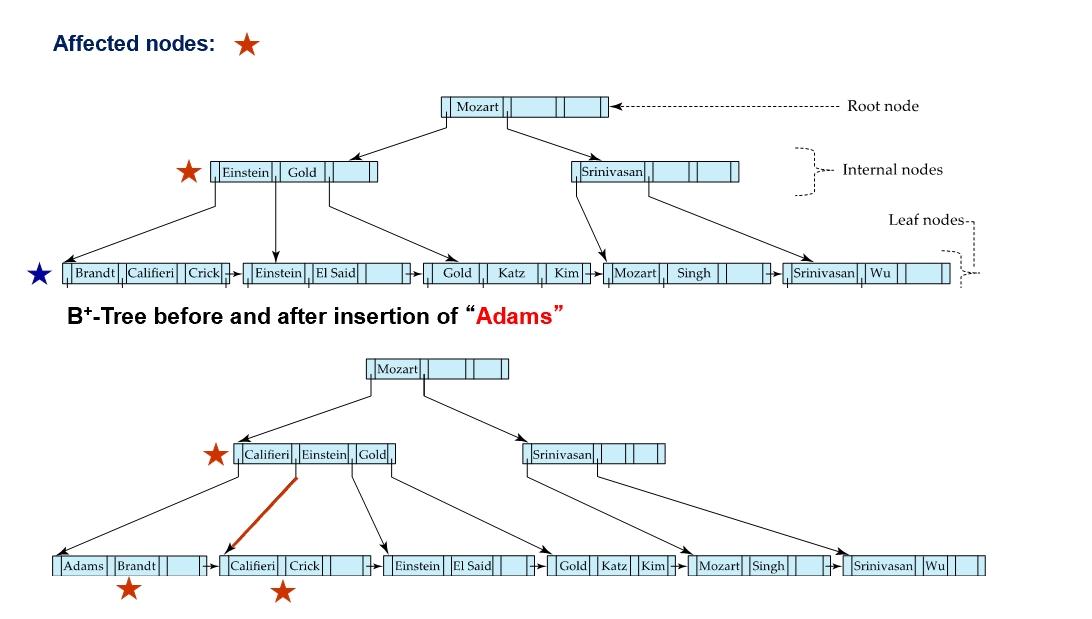 Affected nodes:
Mozart
Root node
Einstein Gold
Srinivasan
Internal nodes
Leaf nodes
Brandt Califieri Crick Einstein El Said Gold Katz Kim Mozart Singh Srinivasan Wu
B+-Tree before and after insertion of “Adams”
Mozart
Califieri Einstein Gold
Srinivasan
Adams Brandt Califieri Crick Einstein El Said Gold Katz Kim Mozart Singh Srinivasan Wu